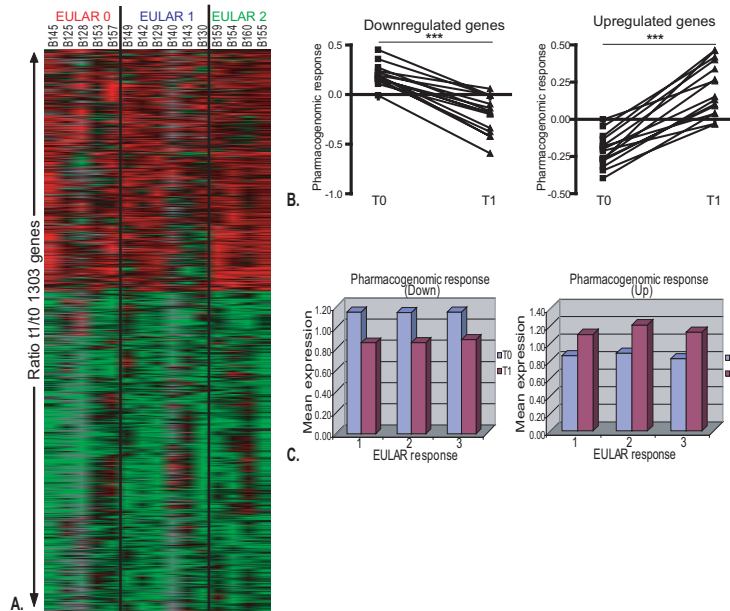 EULAR 0 EULAR 1 EULAR 2
B145 B125 B128 B153 B157 B149 B142 B129 B140 B143 B130 B159 B154 B160 B155
Ratio t1/t0 1303 genes
A.
Downregulated genes
***
Pharmacogenomic response
0.5
0.0
-0.5
-1.0
T0 T1
B.
Upregulated genes
***
Pharmacogenomic response
0.50
0.25
0.00
-0.25
-0.50
T0 T1
Pharmacogenomic response
(Down)
Mean expression
1.20
1.00
0.80
0.60
0.40
0.20
0.00
1 2 3
EULAR response
T0
T1
C.
Pharmacogenomic response
(Up)
Mean expression
1.40
1.20
1.00
0.80
0.60
0.40
0.20
0.00
1 2 3
EULAR response